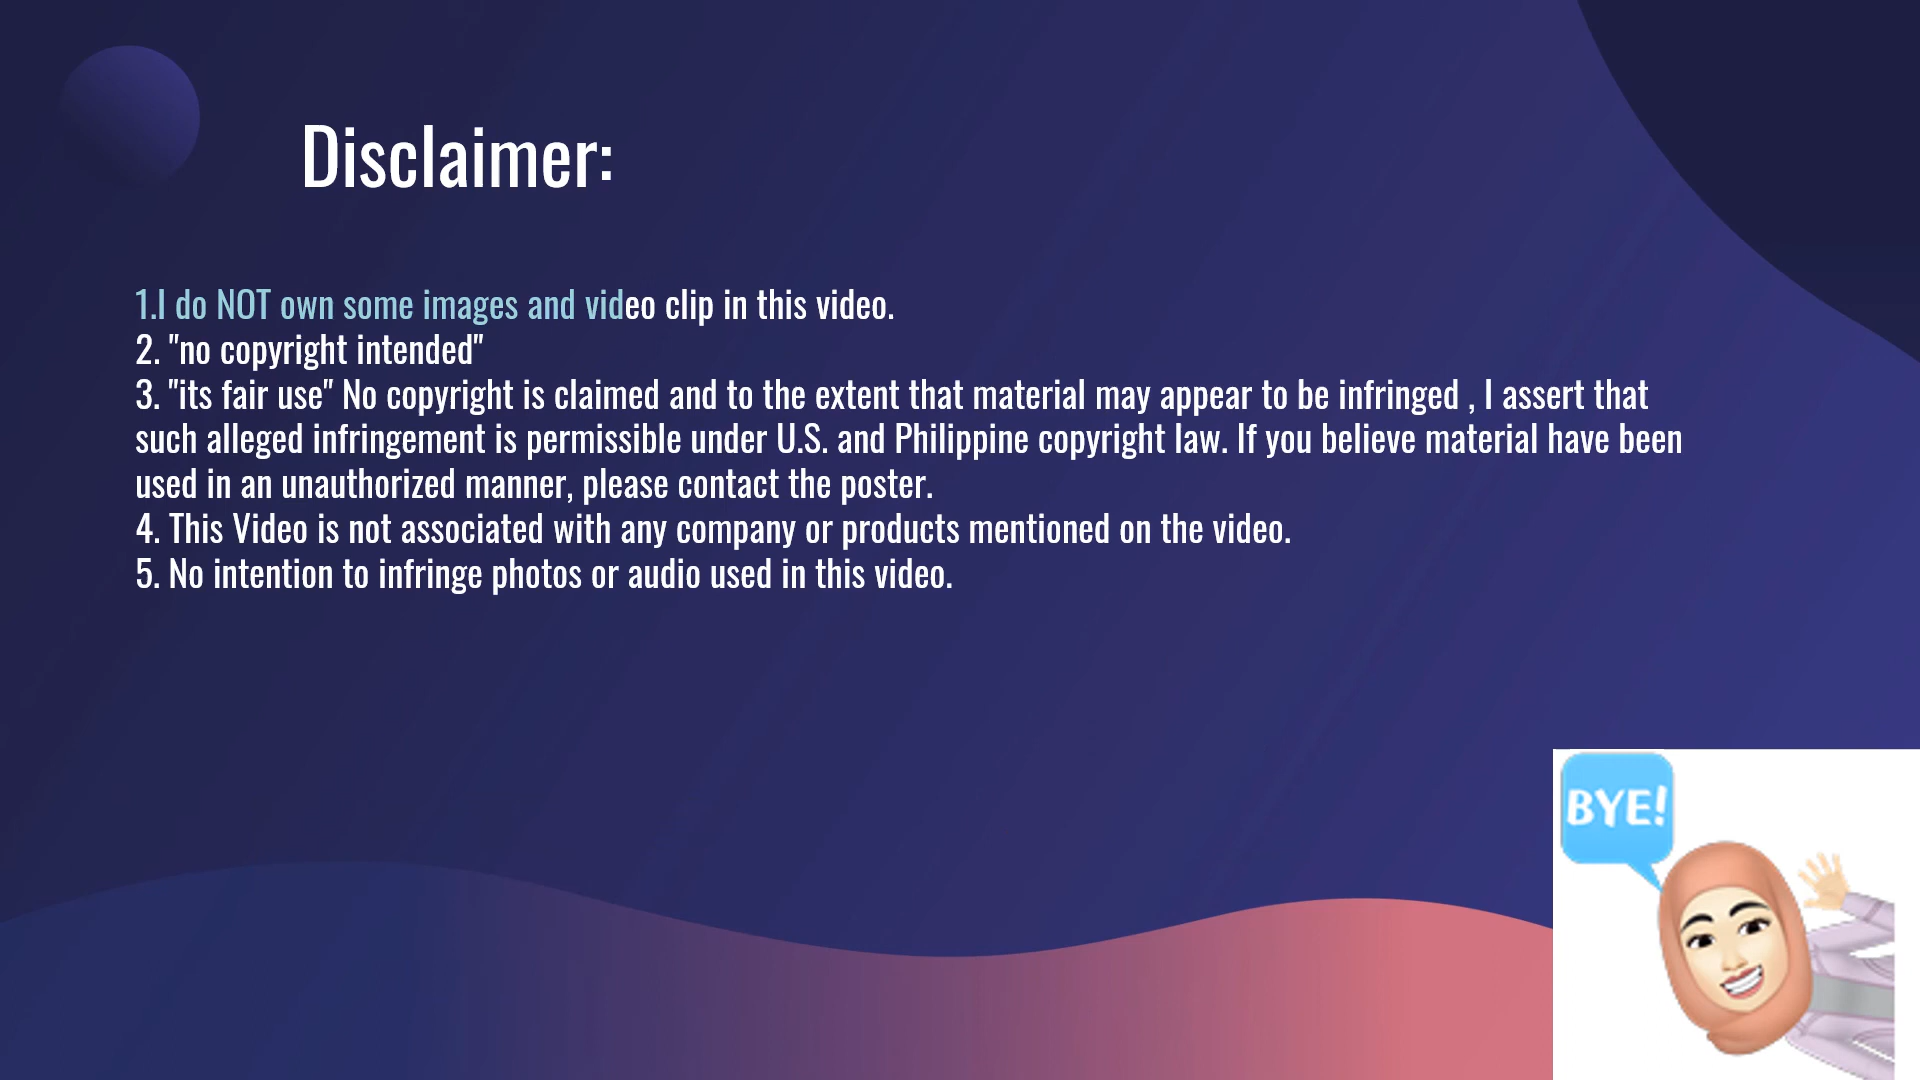 Disclaimer:
1.I do NOT own some images and video clip in this video.
2. "no copyright intended"
3. "its fair use" No copyright is claimed and to the extent that material may appear to be infringed , I assert that
such alleged infringement is permissible under U.S. and Philippine copyright law. If you believe material have been
used in an unauthorized manner, please contact the poster.
4. This Video is not associated with any company or products mentioned on the video.
5. No intention to infringe photos or audio used in this video.
BYE!